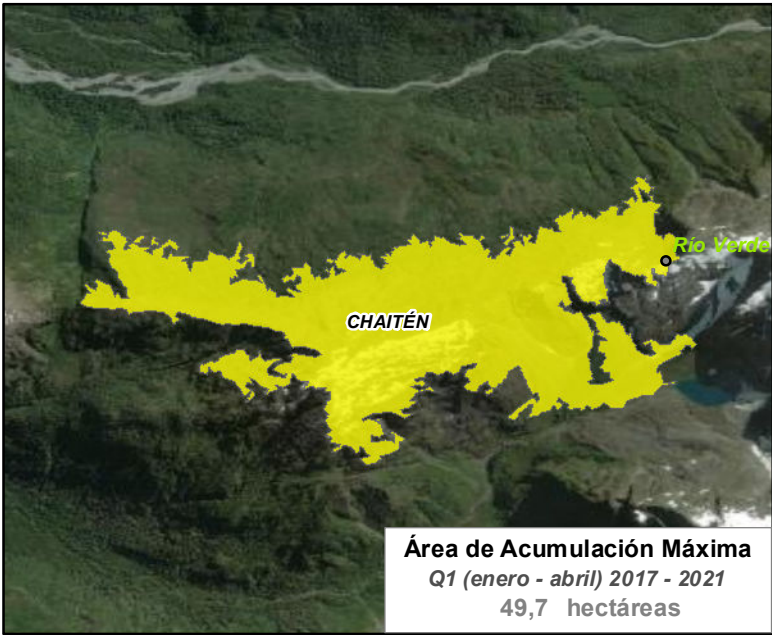 Río Verde
CHAITÉN
Área de Acumulación Máxima
Q1 (enero - abril) 2017 - 2021
49,7 hectáreas